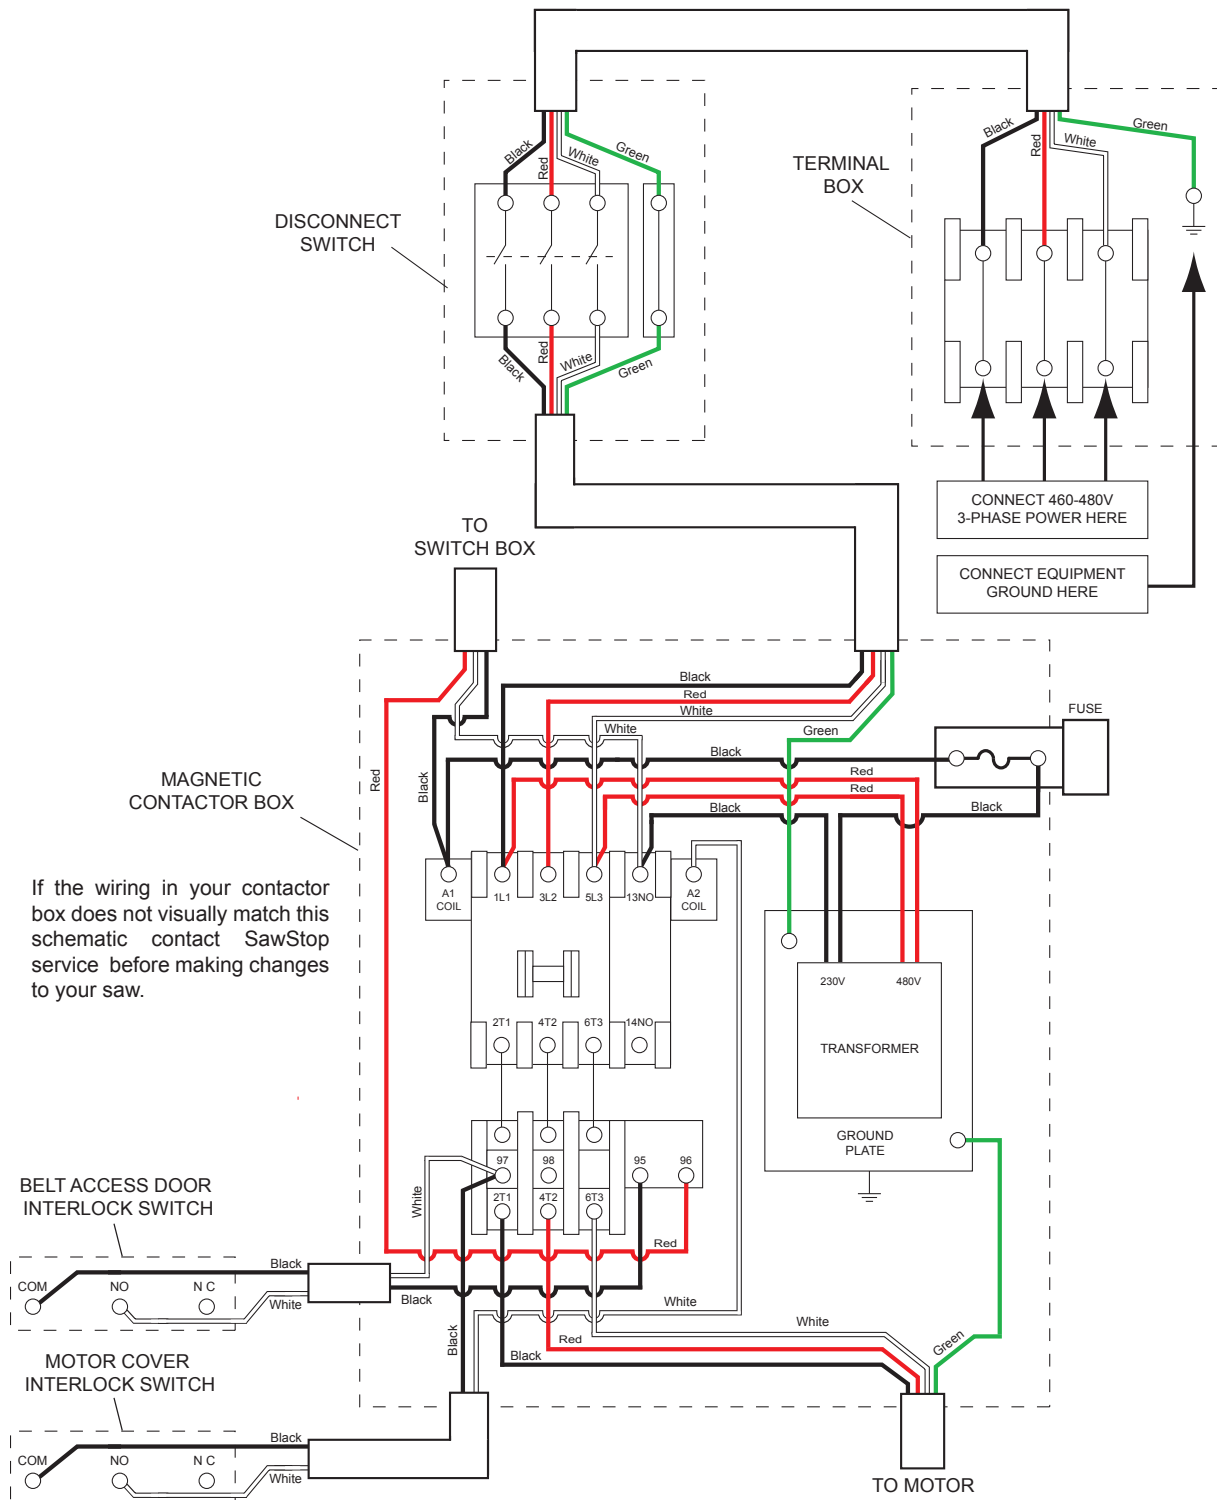 Black
Red
White
Green
TERMINAL
BOX
Black
Red
White
Green
DISCONNECT
SWITCH
Black
Red
White
Green
CONNECT 460-480V
3-PHASE POWER HERE
CONNECT EQUIPMENT
GROUND HERE
TO
SWITCH BOX
Black
Red
White
White
Green
FUSE
Black
Red
Red
Black
Black
Red
Black
MAGNETIC
CONTACTOR BOX
If the wiring in your contactor
box does not visually match this
schematic contact SawStop
service before making changes
to your saw.
A1
COIL
1L1
3L2
5L3
13NO
A2
COIL
2T1
4T2
6T3
14NO
230V
480V
TRANSFORMER
GROUND
PLATE
97
98
95
96
2T1
4T2
6T3
White
Red
BELT ACCESS DOOR
INTERLOCK SWITCH
COM
NO
N C
Black
White
Black
White
Black
Red
Black
White
Green
MOTOR COVER
INTERLOCK SWITCH
COM
NO
N C
Black
White
TO MOTOR